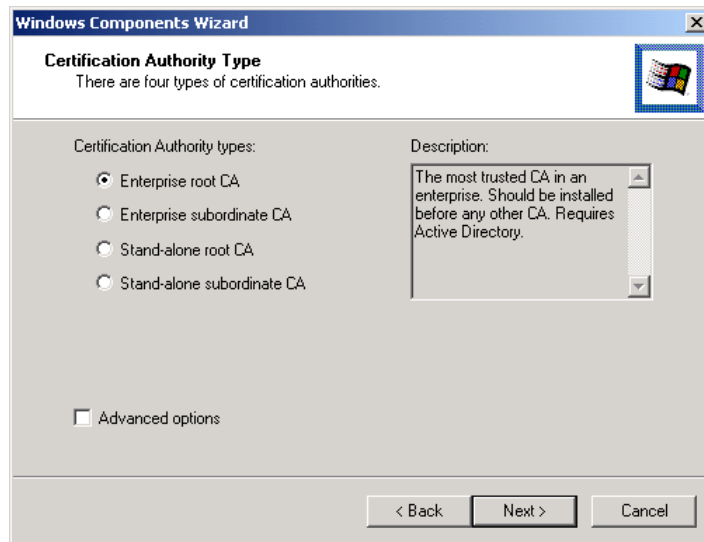 Windows Components Wizard
Certification Authority Type
There are four types of certification authorities.
Certification Authority types:
Enterprise root CA
Enterprise subordinate CA
Stand-alone root CA
Stand-alone subordinate CA
Description:
The most trusted CA in an
enterprise. Should be installed
before any other CA. Requires
Active Directory.
Advanced options
< Back
Next >
Cancel